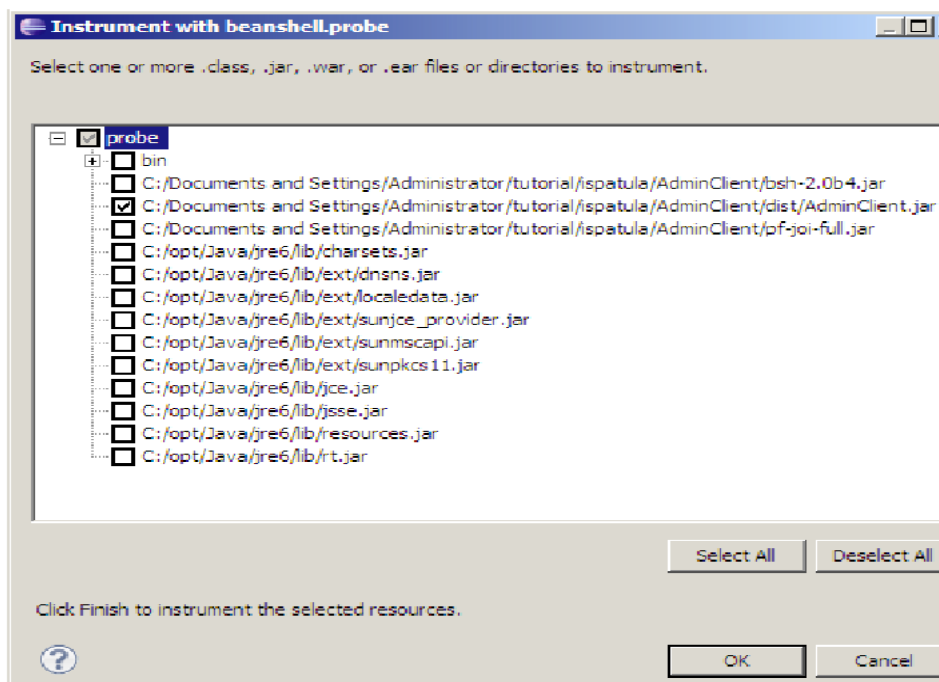 Instrument with beanshell.probe
Select one or more .class, .jar, .war, or .ear files or directories to instrument.
probe
bin
C:/Documents and Settings/Administrator/tutorial/ispatula/AdminClient/bsh-2.0b4.jar
C:/Documents and Settings/Administrator/tutorial/ispatula/AdminClient/dist/AdminClient.jar
C:/Documents and Settings/Administrator/tutorial/ispatula/AdminClient/pf-joi-full.jar
C:/opt/Java/jre6/lib/charsets.jar
C:/opt/Java/jre6/lib/ext/dnsns.jar
C:/opt/Java/jre6/lib/ext/localedata.jar
C:/opt/Java/jre6/lib/ext/sunjce_provider.jar
C:/opt/Java/jre6/lib/ext/sunmscapi.jar
C:/opt/Java/jre6/lib/ext/sunpkcs11.jar
C:/opt/Java/jre6/lib/jce.jar
C:/opt/Java/jre6/lib/jsse.jar
C:/opt/Java/jre6/lib/resources.jar
C:/opt/Java/jre6/lib/rt.jar
Select All Deselect All
Click Finish to instrument the selected resources.
? OK Cancel